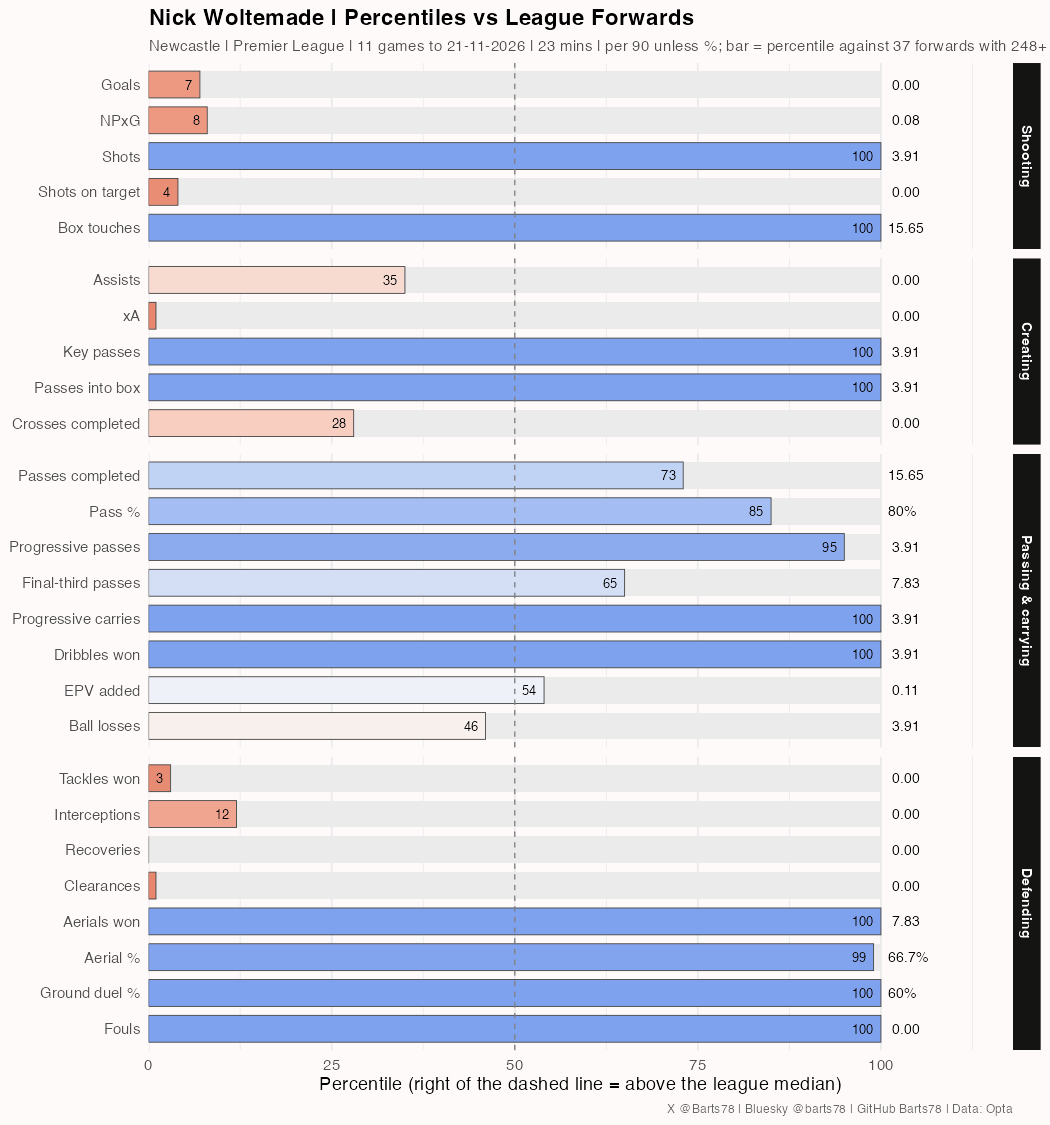 Nick Woltemade | Percentiles vs League Forwards
Newcastle | Premier League | 11 games to 21-11-2026 | 23 mins | per 90 unless %; bar = percentile against 37 forwards with 248+
Goals 7 0.00
NPxG 8 0.08
Shots 100 3.91
Shots on target 4 0.00
Box touches 100 15.65
Shooting
Assists 35 0.00
xA 0.00
Key passes 100 3.91
Passes into box 100 3.91
Crosses completed 28 0.00
Creating
Passes completed 73 15.65
Pass % 85 80%
Progressive passes 95 3.91
Final-third passes 65 7.83
Progressive carries 100 3.91
Dribbles won 100 3.91
EPV added 54 0.11
Ball losses 46 3.91
Passing & carrying
Tackles won 3 0.00
Interceptions 12 0.00
Recoveries 0.00
Clearances 0.00
Aerials won 100 7.83
Aerial % 99 66.7%
Ground duel % 100 60%
Fouls 100 0.00
Defending
0 25 50 75 100
Percentile (right of the dashed line = above the league median)
X @Barts78 | Bluesky @barts78 | GitHub Barts78 | Data: Opta